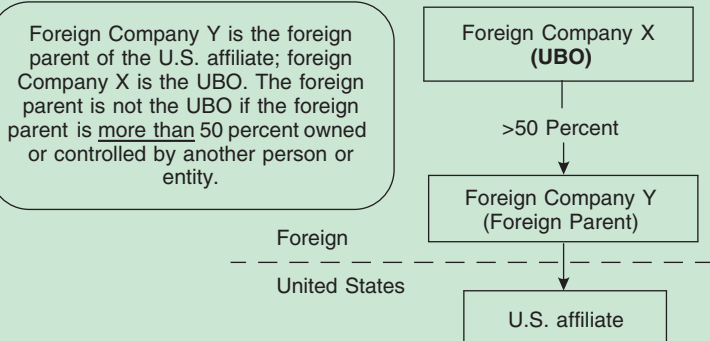 Foreign Company Y is the foreign
parent of the U.S. affiliate; foreign
Company X is the UBO. The foreign
parent is not the UBO if the foreign
parent is more than 50 percent owned
or controlled by another person or
entity.
Foreign Company X
(UBO)
>50 Percent
Foreign Company Y
(Foreign Parent)
Foreign
United States
U.S. affiliate